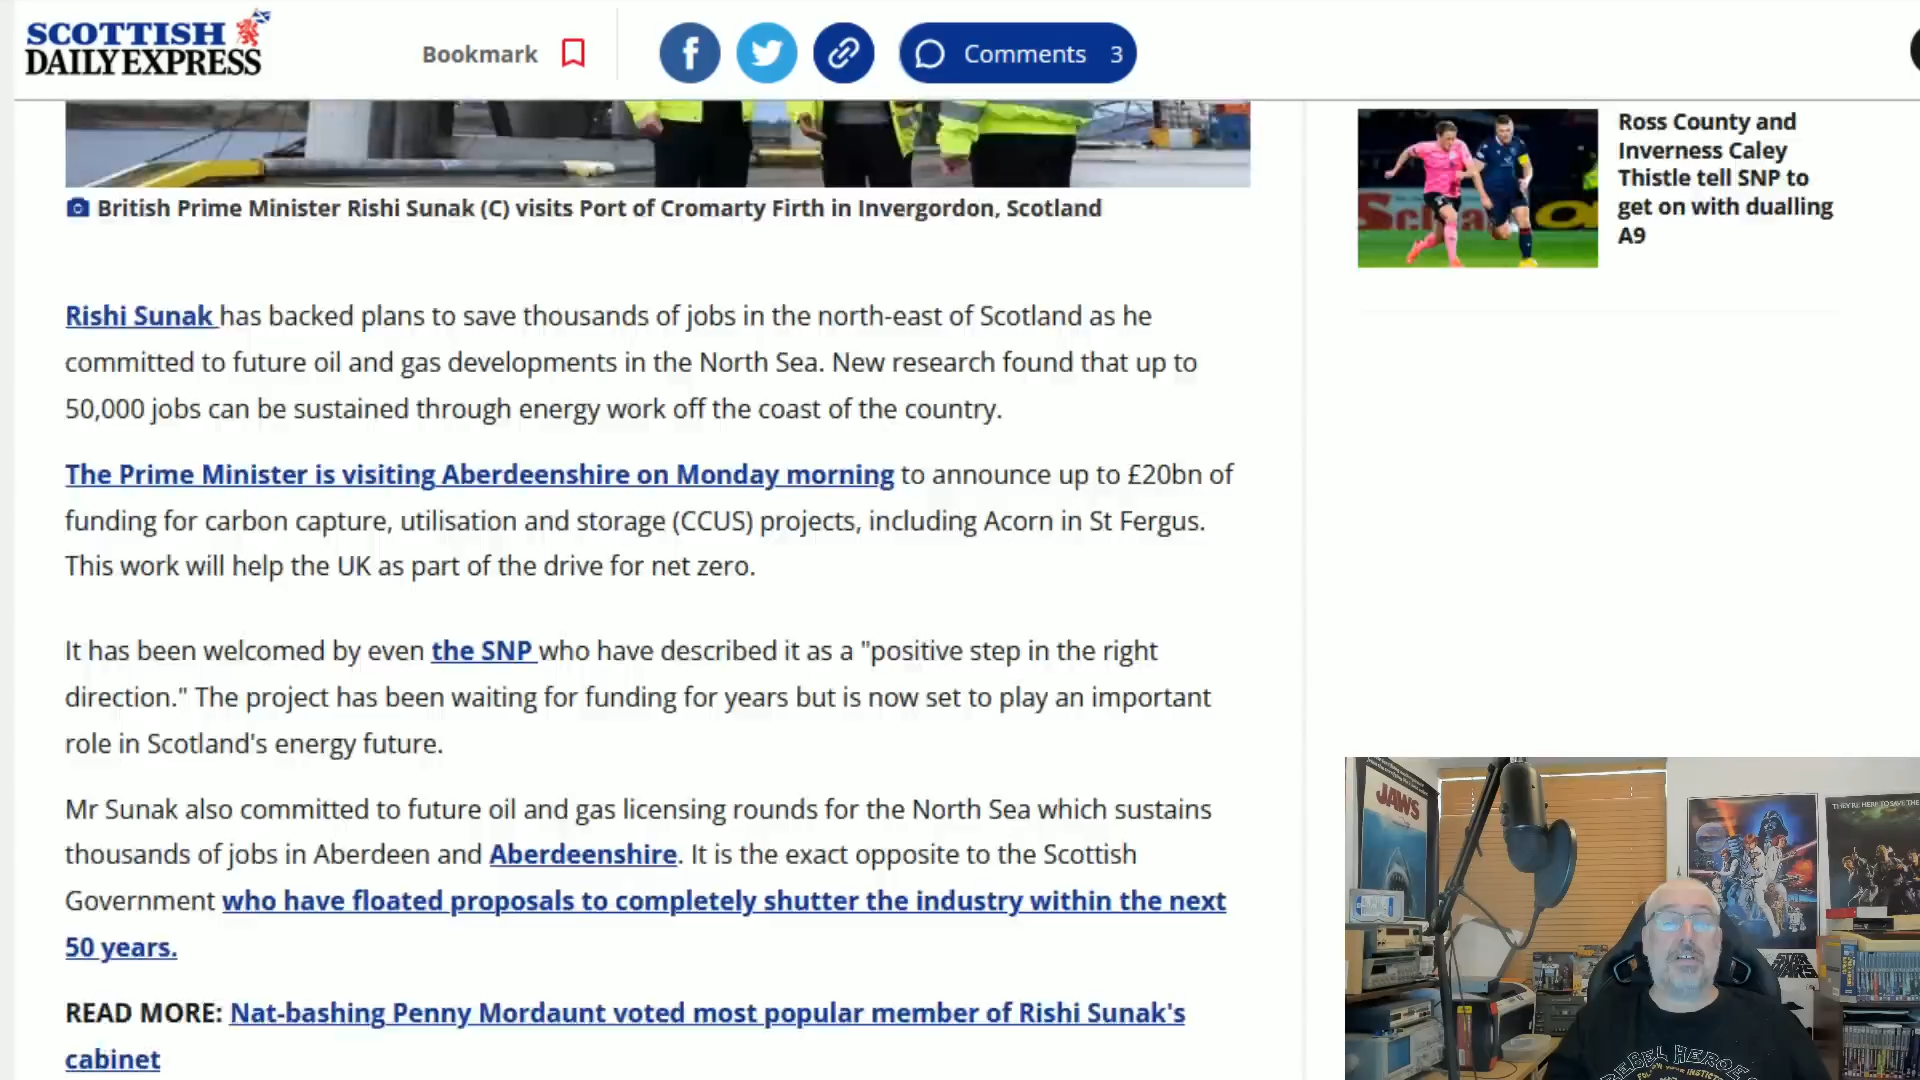 SCOTTISH
DAILY EXPRESS
Bookmark
Comments 3
British Prime Minister Rishi Sunak (C) visits Port of Cromarty Firth in Invergordon, Scotland
Rishi Sunak has backed plans to save thousands of jobs in the north-east of Scotland as he
committed to future oil and gas developments in the North Sea. New research found that up to
50,000 jobs can be sustained through energy work off the coast of the country.
The Prime Minister is visiting Aberdeenshire on Monday morning to announce up to £20bn of
funding for carbon capture, utilisation and storage (CCUS) projects, including Acorn in St Fergus.
This work will help the UK as part of the drive for net zero.
It has been welcomed by even the SNP who have described it as a "positive step in the right
direction." The project has been waiting for funding for years but is now set to play an important
role in Scotland's energy future.
Mr Sunak also committed to future oil and gas licensing rounds for the North Sea which sustains
thousands of jobs in Aberdeen and Aberdeenshire. It is the exact opposite to the Scottish
Government who have floated proposals to completely shutter the industry within the next
50 years.
READ MORE: Nat-bashing Penny Mordaunt voted most popular member of Rishi Sunak's
cabinet
Ross County and
Inverness Caley
Thistle tell SNP to
get on with dualling
A9
JAWS
THEY'RE HERE TO SAVE THE
STAR
WARS
REBEL HEROES